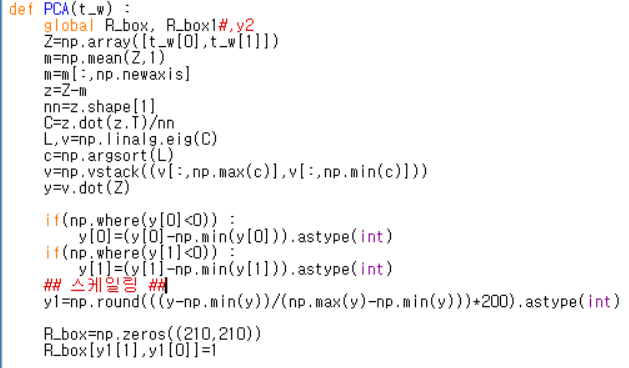 def PCA(t_w) :
    global R_box, R_box1#,y2
    Z=np.array([t_w[0],t_w[1]])
    m=np.mean(Z,1)
    m=m[:,np.newaxis]
    z=Z-m
    nn=z.shape[1]
    C=z.dot(z.T)/nn
    L,v=np.linalg.eig(C)
    c=np.argsort(L)
    v=np.vstack((v[:,np.max(c)],v[:,np.min(c)]))
    y=v.dot(Z)
    if(np.where(y[0]<0)) :
        y[0]=(y[0]-np.min(y[0])).astype(int)
    if(np.where(y[1]<0)) :
        y[1]=(y[1]-np.min(y[1])).astype(int)
    ## 스케일링 ##
    y1=np.round(((y-np.min(y))/(np.max(y)-np.min(y)))*200).astype(int)
    R_box=np.zeros((210,210))
    R_box[y1[1],y1[0]]=1